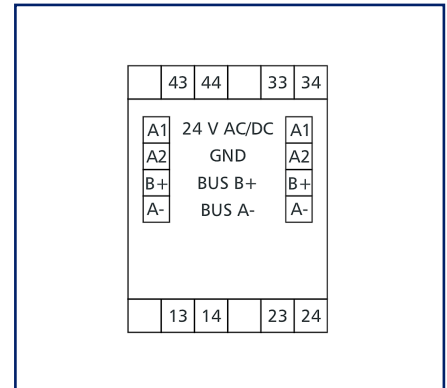 43 44 33 34
A1 24 V AC/DC A1
A2 GND A2
B+ BUS B+ B+
A- BUS A- A-
13 14 23 24